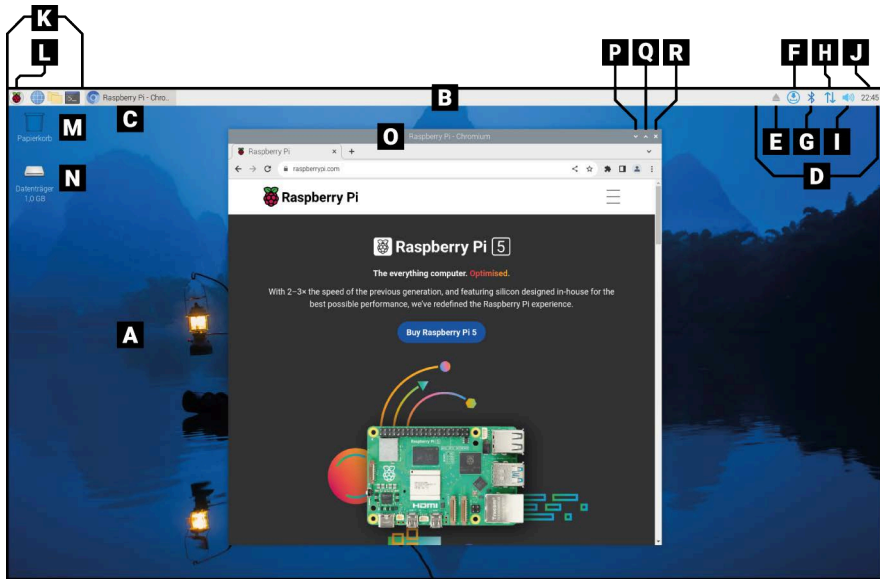 K
L
P Q R
F H J
B
Raspberry Pi - Chro..
22:45
C
M
Papierkorb
O
Raspberry Pi - Chromium
E G I
D
N
Datenträger
1,0 GB
Raspberry Pi
raspberrypi.com
Raspberry Pi
Raspberry Pi 5
The everything computer. Optimised.
With 2–3× the speed of the previous generation, and featuring silicon designed in-house for the
best possible performance, we've redefined the Raspberry Pi experience.
Buy Raspberry Pi 5
A
HDMI